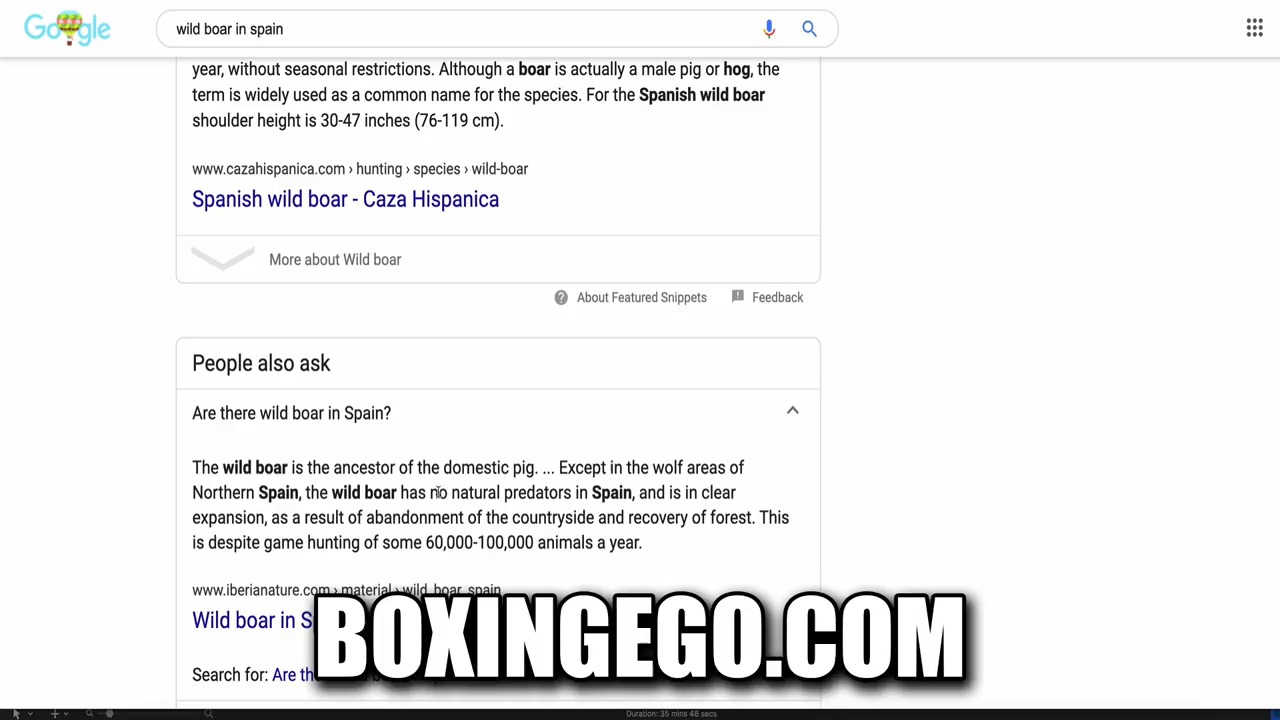 Google
wild boar in spain
year, without seasonal restrictions. Although a boar is actually a male pig or hog, the
term is widely used as a common name for the species. For the Spanish wild boar
shoulder height is 30-47 inches (76-119 cm).
www.cazahispanica.com › hunting › species › wild-boar
Spanish wild boar - Caza Hispanica
More about Wild boar
About Featured Snippets
Feedback
People also ask
Are there wild boar in Spain?
The wild boar is the ancestor of the domestic pig. ... Except in the wolf areas of
Northern Spain, the wild boar has no natural predators in Spain, and is in clear
expansion, as a result of abandonment of the countryside and recovery of forest. This
is despite game hunting of some 60,000-100,000 animals a year.
www.iberianature.com › material › wild_boar_spain
Wild boar in S
BOXINGEGO.COM
Search for: Are th
Duration: 35 mins 48 secs